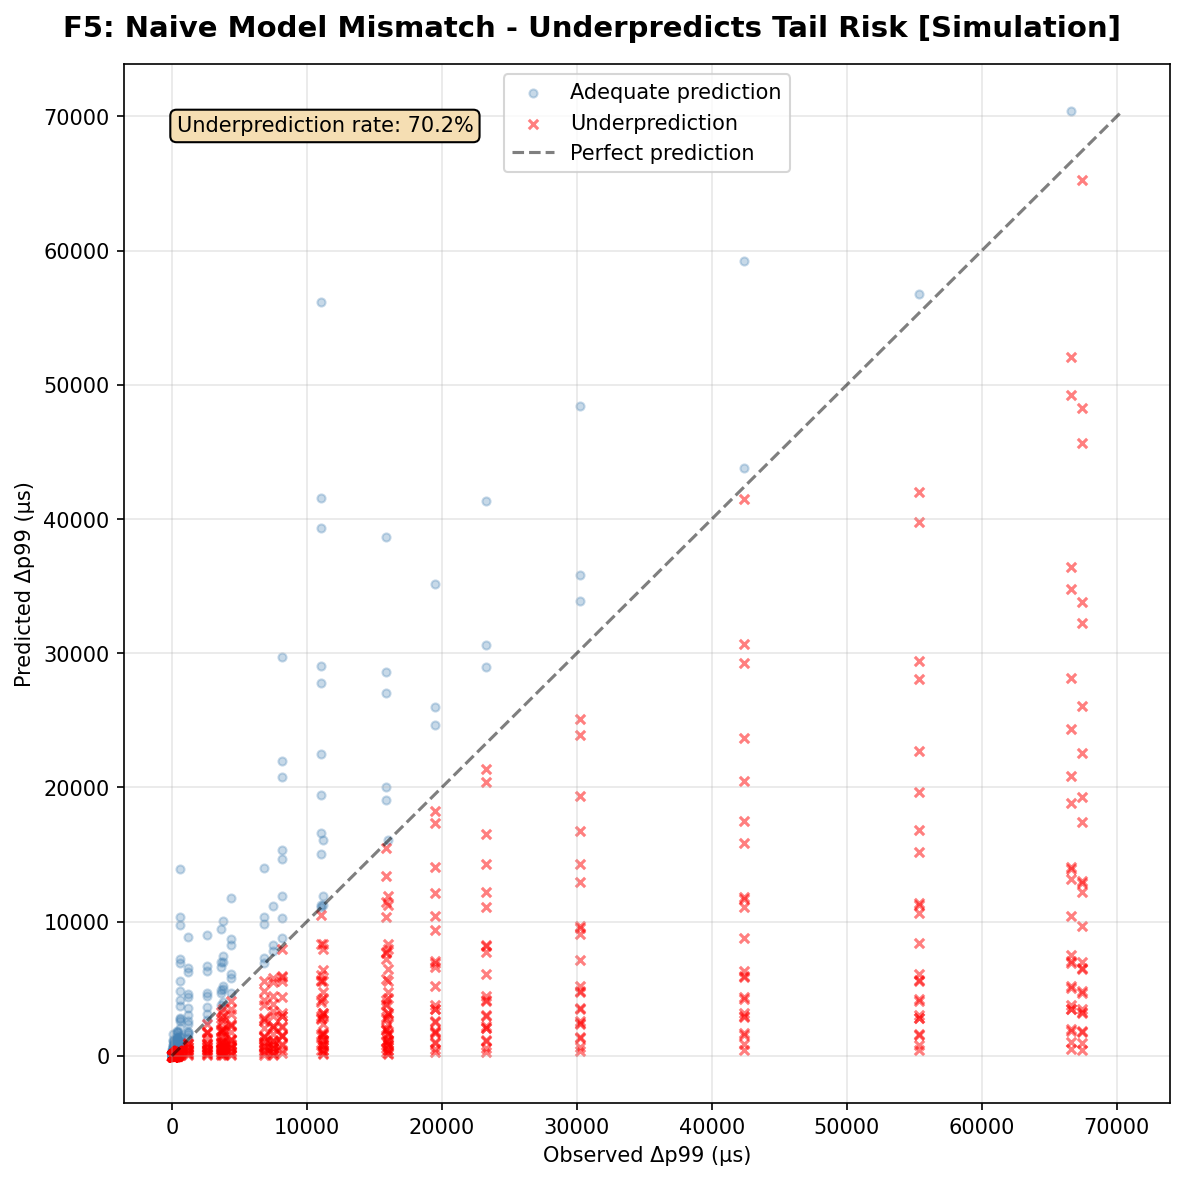 F5: Naive Model Mismatch - Underpredicts Tail Risk [Simulation]
Underprediction rate: 70.2%
Adequate prediction
Underprediction
Perfect prediction
70000
60000
50000
40000
30000
20000
10000
0
Predicted Δp99 (µs)
0 10000 20000 30000 40000 50000 60000 70000
Observed Δp99 (µs)